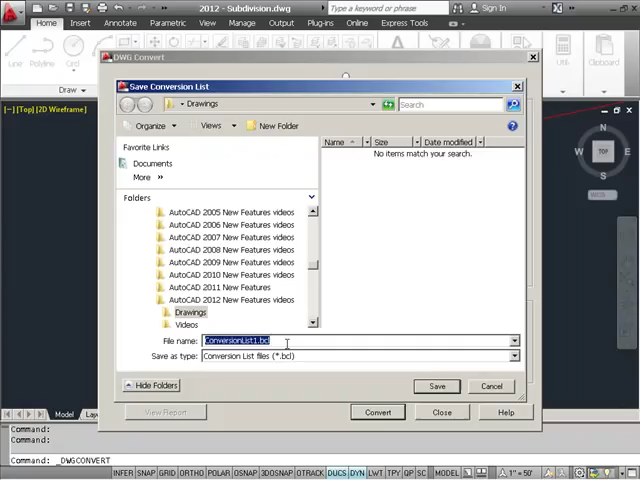 2012 - Subdivision.dwg
Type a keyword or phrase
Sign In
Home Insert Annotate Parametric View Manage Output Plug-ins Online Express Tools
Line Polyline Utilities Clipboard
Draw
DWG Convert
[−] [Top] [2D Wireframe]
Save Conversion List
Drawings
Search
Organize Views New Folder
Favorite Links
Documents
More »
Folders
Name Size Date modified
No items match your search.
AutoCAD 2005 New Features videos
AutoCAD 2006 New Features videos
AutoCAD 2007 New Features videos
AutoCAD 2008 New Features videos
AutoCAD 2009 New Features videos
AutoCAD 2010 New Features videos
AutoCAD 2011 New Features
AutoCAD 2012 New Features videos
Drawings
Videos
File name: ConversionList1.bcl
Save as type: Conversion List files (*.bcl)
Hide Folders
Save Cancel
View Report Convert Close Help
N
W TOP E
S
WCS
Model
Command:
Command:
Command: _DWGCONVERT
INFER SNAP GRID ORTHO POLAR OSNAP 3DOSNAP OTRACK DUCS DYN LWT TPY QP SC MODEL 1" = 50'